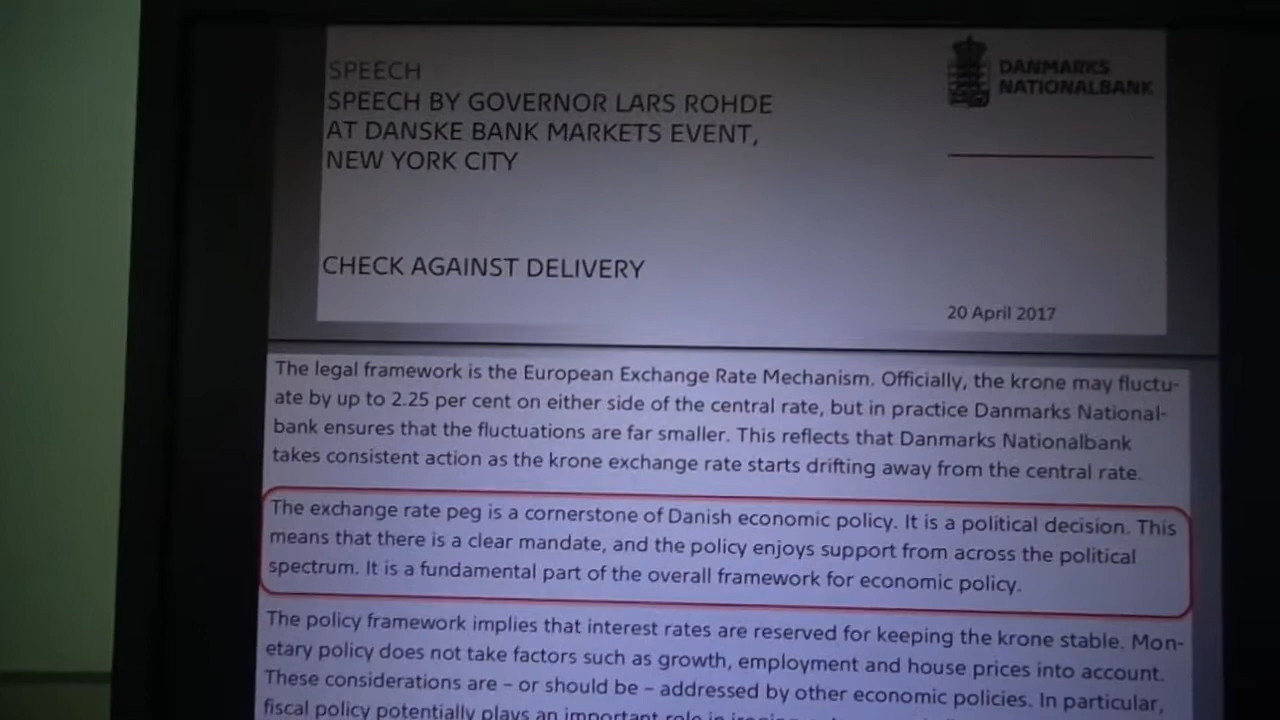 SPEECH
SPEECH BY GOVERNOR LARS ROHDE
AT DANSKE BANK MARKETS EVENT,
NEW YORK CITY
DANMARKS
NATIONALBANK
CHECK AGAINST DELIVERY
20 April 2017
The legal framework is the European Exchange Rate Mechanism. Officially, the krone may fluctu-
ate by up to 2.25 per cent on either side of the central rate, but in practice Danmarks National-
bank ensures that the fluctuations are far smaller. This reflects that Danmarks Nationalbank
takes consistent action as the krone exchange rate starts drifting away from the central rate.
The exchange rate peg is a cornerstone of Danish economic policy. It is a political decision. This
means that there is a clear mandate, and the policy enjoys support from across the political
spectrum. It is a fundamental part of the overall framework for economic policy.
The policy framework implies that interest rates are reserved for keeping the krone stable. Mon-
etary policy does not take factors such as growth, employment and house prices into account.
These considerations are – or should be – addressed by other economic policies. In particular,
fiscal policy potentially plays an important role in